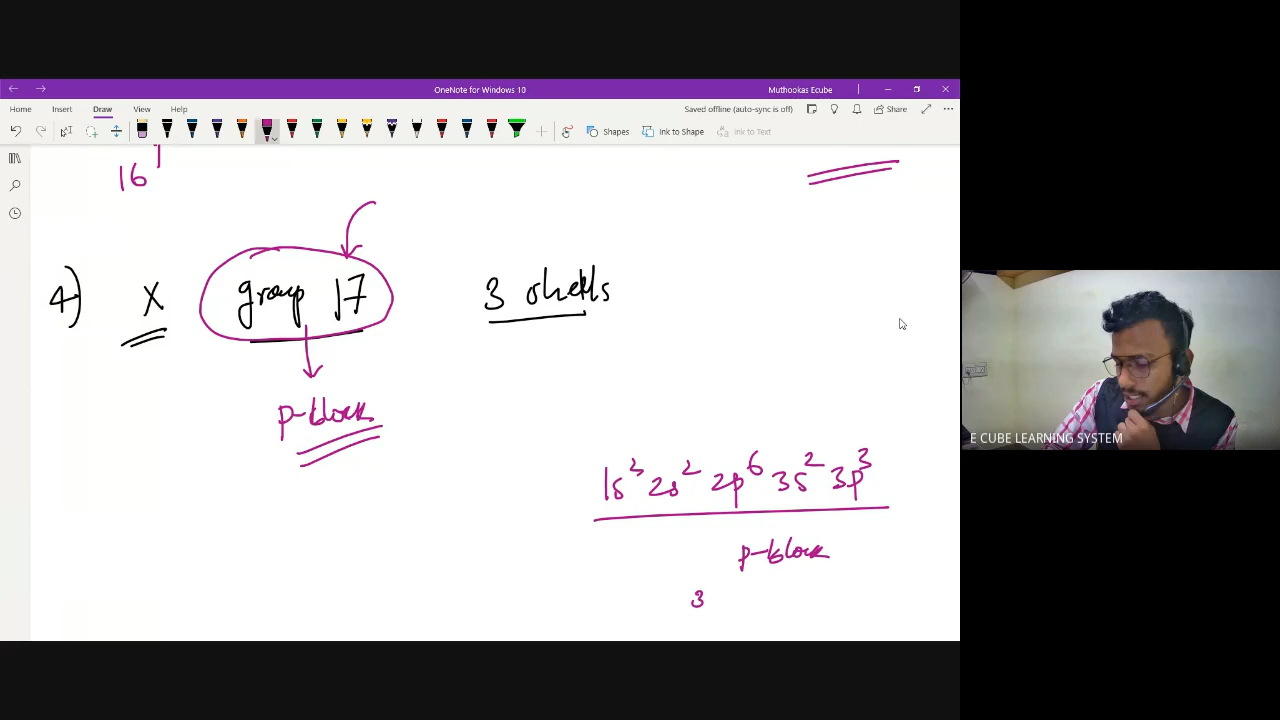 OneNote for Windows 10
Muthookas Ecube
Home Insert Draw View Help
Saved offline (auto-sync is off)
Share
Shapes
Ink to Shape
Ink to Text
16
4) X group 17 3 shells
p-block
1s² 2s² 2p⁶ 3s² 3p³
p-block
3
E CUBE LEARNING SYSTEM